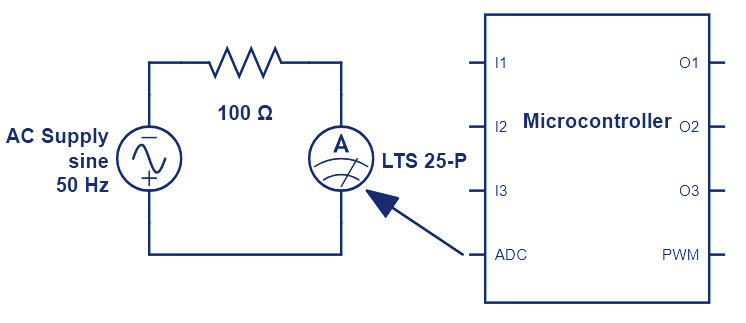 100 Ω
AC Supply
sine
50 Hz
A
LTS 25-P
Microcontroller
I1
I2
I3
ADC
O1
O2
O3
PWM